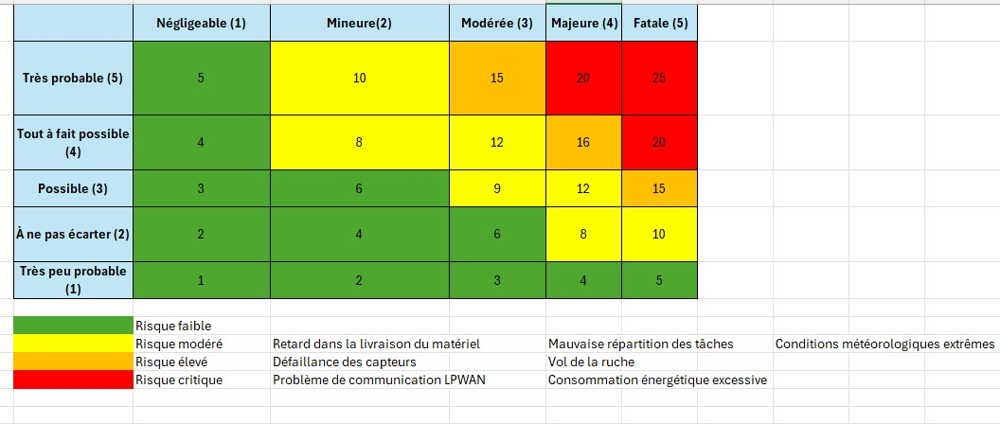 Négligeable (1) Mineure(2) Modérée (3) Majeure (4) Fatale (5)
Très probable (5) 5 10 15 20 25
Tout à fait possible
(4) 4 8 12 16 20
Possible (3) 3 6 9 12 15
À ne pas écarter (2) 2 4 6 8 10
Très peu probable
(1) 1 2 3 4 5
Risque faible
Risque modéré Retard dans la livraison du matériel Mauvaise répartition des tâches Conditions météorologiques extrêmes
Risque élevé Défaillance des capteurs Vol de la ruche
Risque critique Problème de communication LPWAN Consommation énergétique excessive